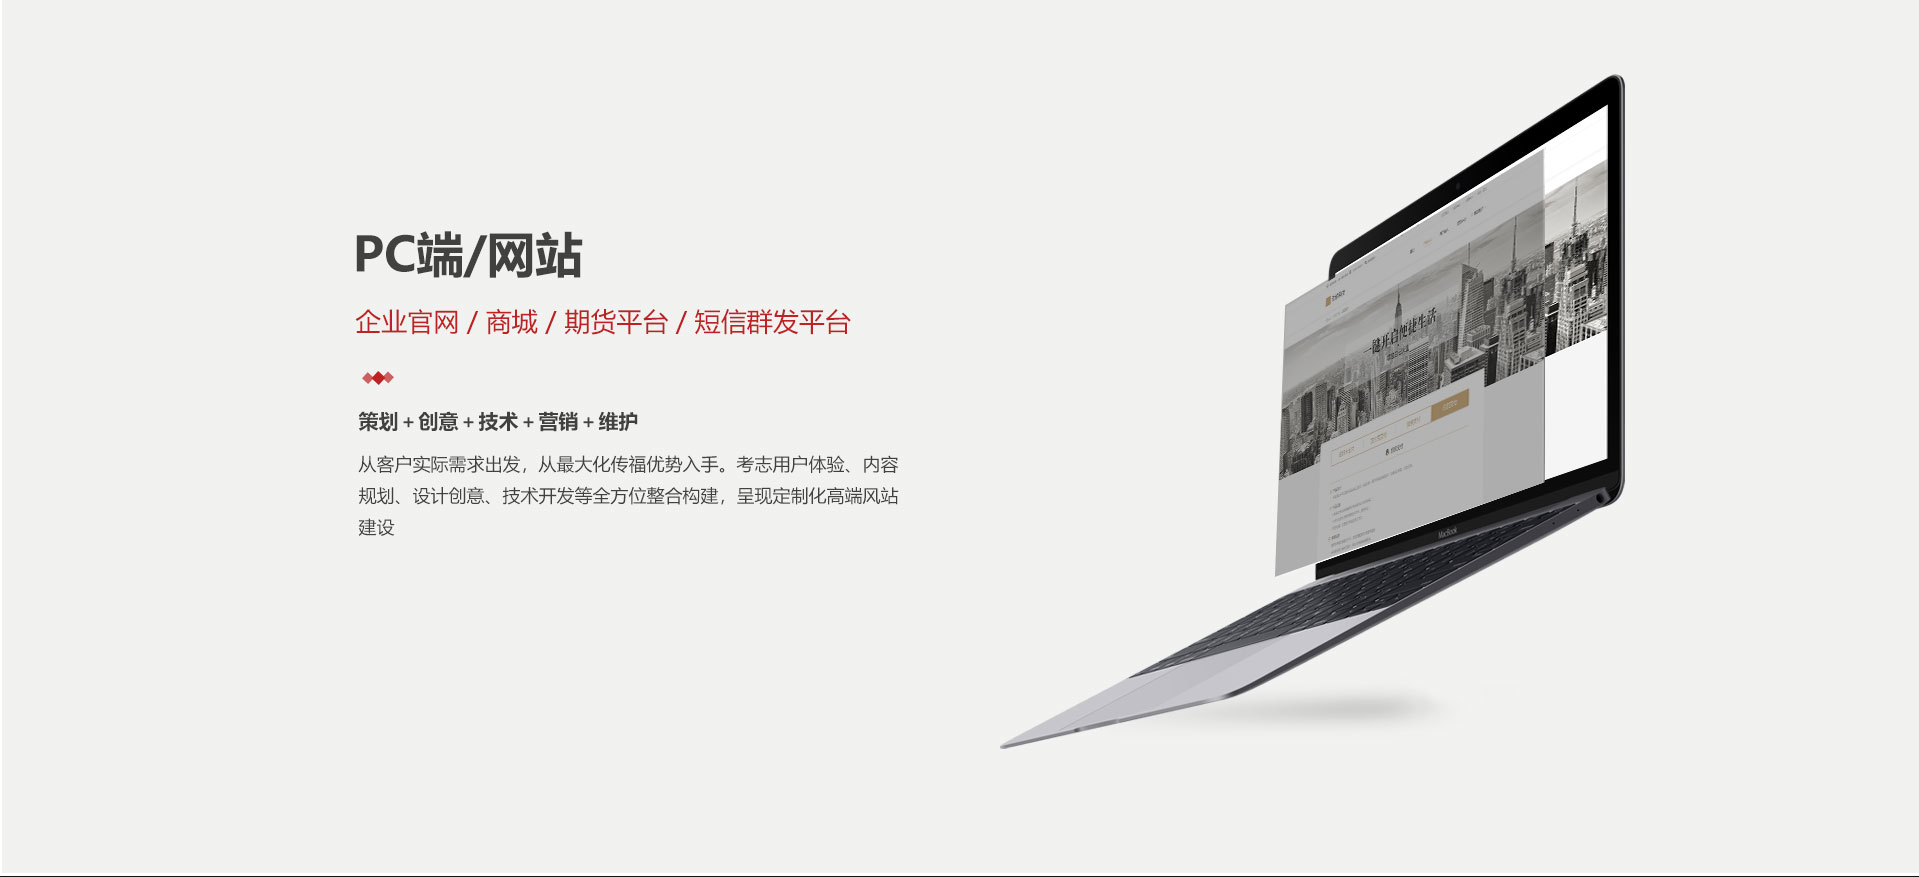 PC端/网站
企业官网 / 商城 / 期货平台 / 短信群发平台
策划 + 创意 + 技术 + 营销 + 维护
从客户实际需求出发，从最大化传福优势入手。考志用户体验、内容
规划、设计创意、技术开发等全方位整合构建，呈现定制化高端风站
建设
一键开启便捷生活
MacBook